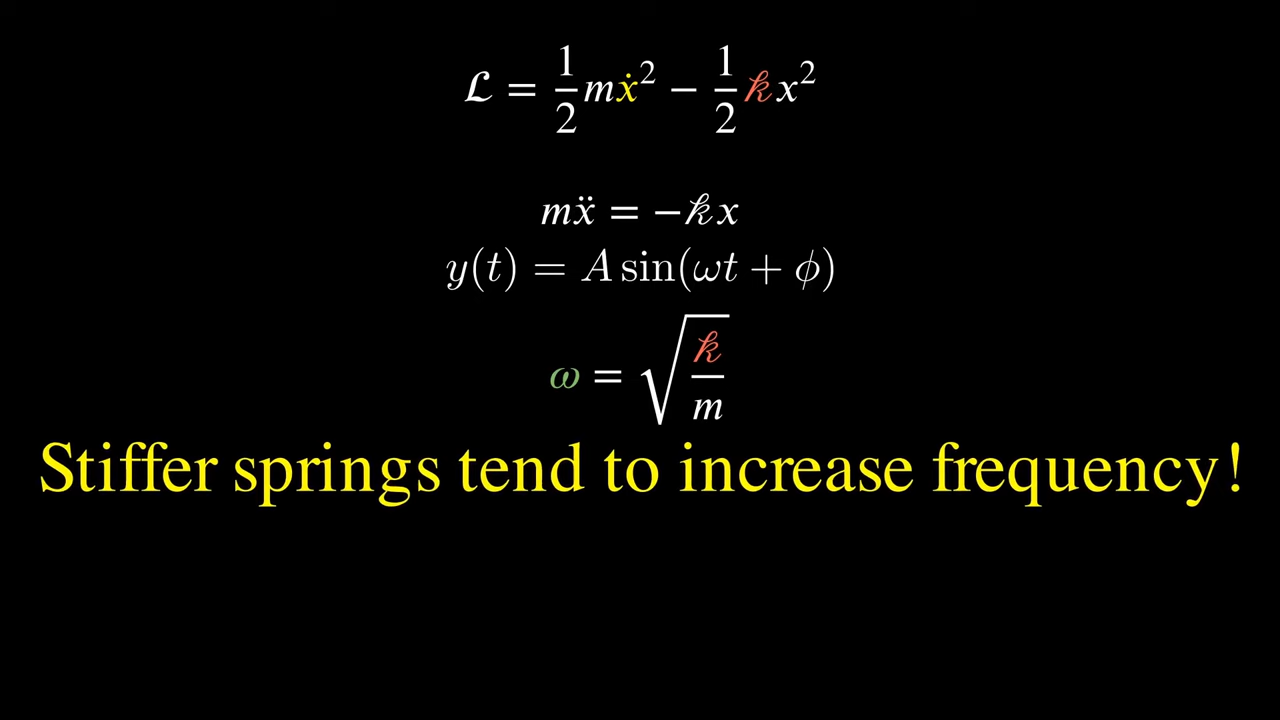 ℒ = 1/2 mẋ² − 1/2 𝓀x²
mẍ = −𝓀x
y(t) = A sin(ωt + ϕ)
ω = √(𝓀/m)
Stiffer springs tend to increase frequency!